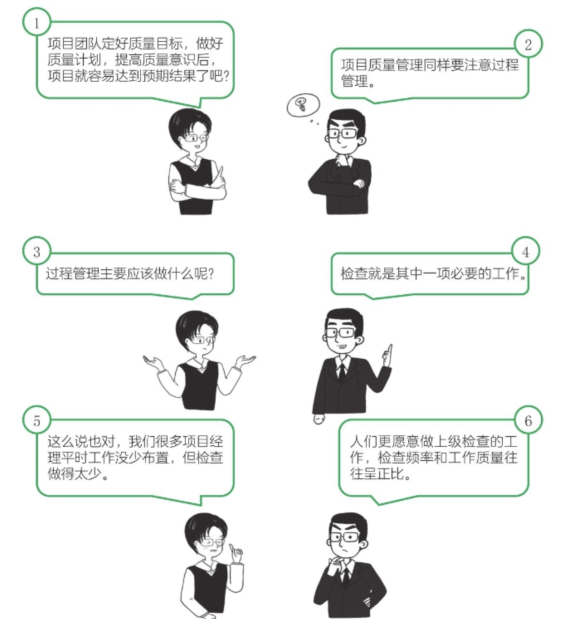 1
项目团队定好质量目标，做好
质量计划，提高质量意识后，
项目就容易达到预期结果了吧？
2
项目质量管理同样要注意过程
管理。
3
过程管理主要应该做什么呢？
4
检查就是其中一项必要的工作。
5
这么说也对，我们很多项目经
理平时工作没少布置，但检查
做得太少。
6
人们更愿意做上级检查的工
作，检查频率和工作质量往
往呈正比。